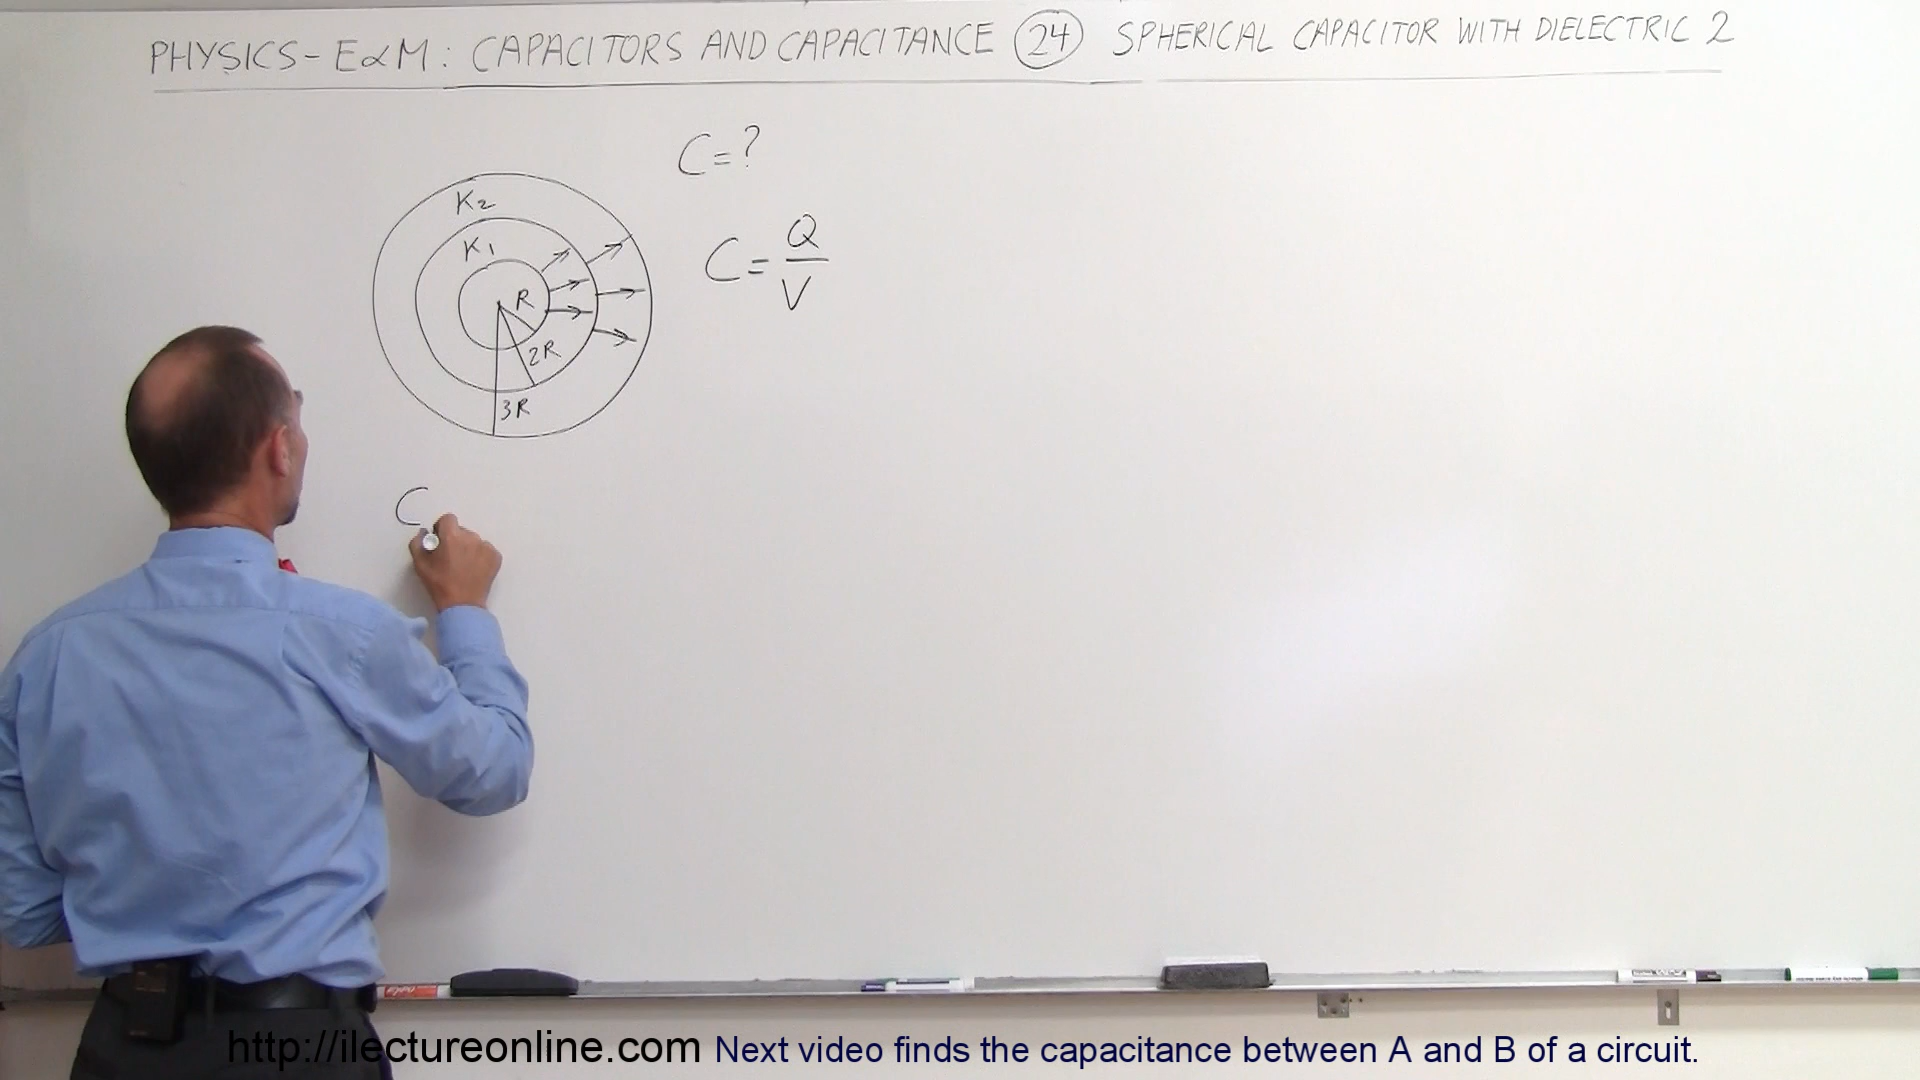 PHYSICS - E∝M: CAPACITORS AND CAPACITANCE 24 SPHERICAL CAPACITOR WITH DIELECTRIC 2
C = ?
K2
K1
C = Q/V
R
2R
3R
C
http://ilectureonline.com Next video finds the capacitance between A and B of a circuit.